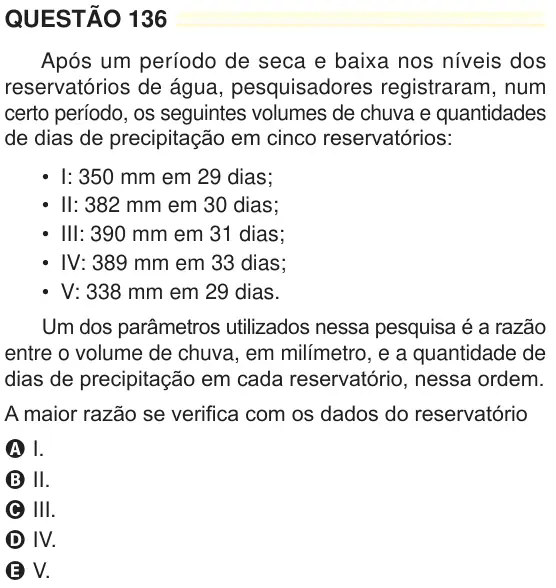 QUESTÃO 136
Após um período de seca e baixa nos níveis dos
reservatórios de água, pesquisadores registraram, num
certo período, os seguintes volumes de chuva e quantidades
de dias de precipitação em cinco reservatórios:
• I: 350 mm em 29 dias;
• II: 382 mm em 30 dias;
• III: 390 mm em 31 dias;
• IV: 389 mm em 33 dias;
• V: 338 mm em 29 dias.
Um dos parâmetros utilizados nessa pesquisa é a razão
entre o volume de chuva, em milímetro, e a quantidade de
dias de precipitação em cada reservatório, nessa ordem.
A maior razão se verifica com os dados do reservatório
A I.
B II.
C III.
D IV.
E V.